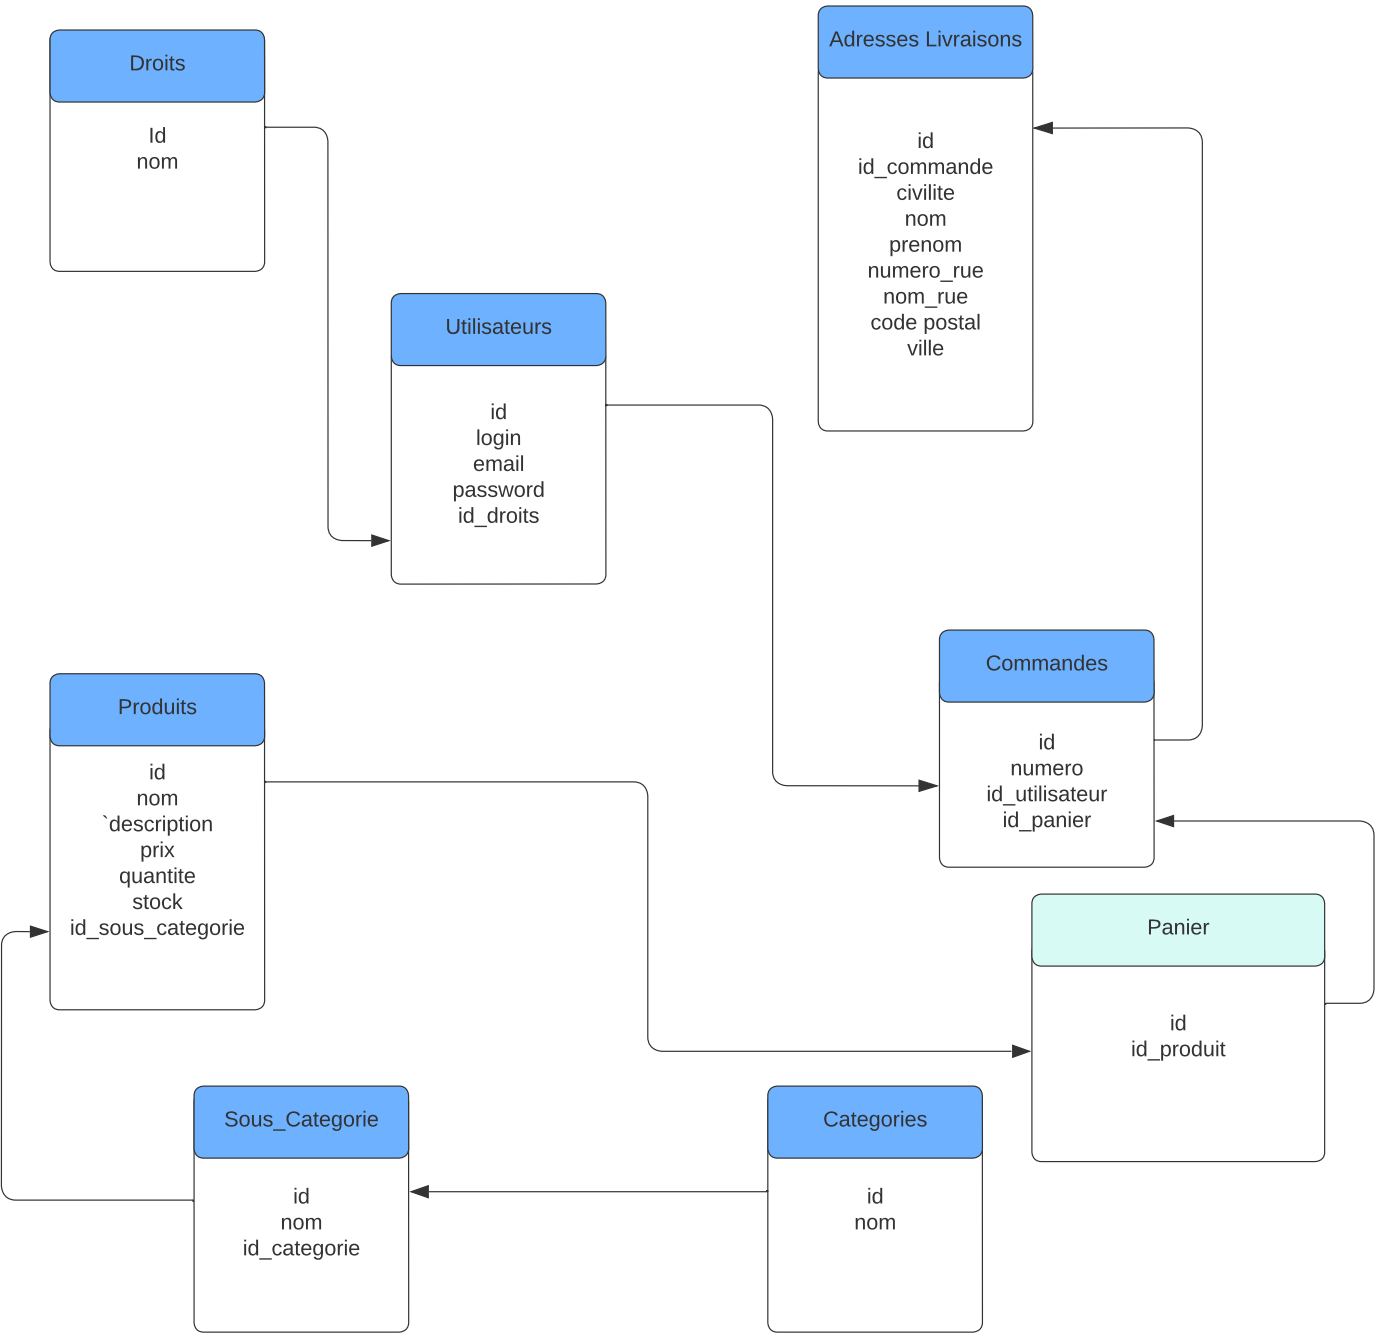 Droits
Id
nom
Adresses Livraisons
id
id_commande
civilite
nom
prenom
numero_rue
nom_rue
code postal
ville
Utilisateurs
id
login
email
password
id_droits
Commandes
id
numero
id_utilisateur
id_panier
Produits
id
nom
`description
prix
quantite
stock
id_sous_categorie
Panier
id
id_produit
Sous_Categorie
id
nom
id_categorie
Categories
id
nom